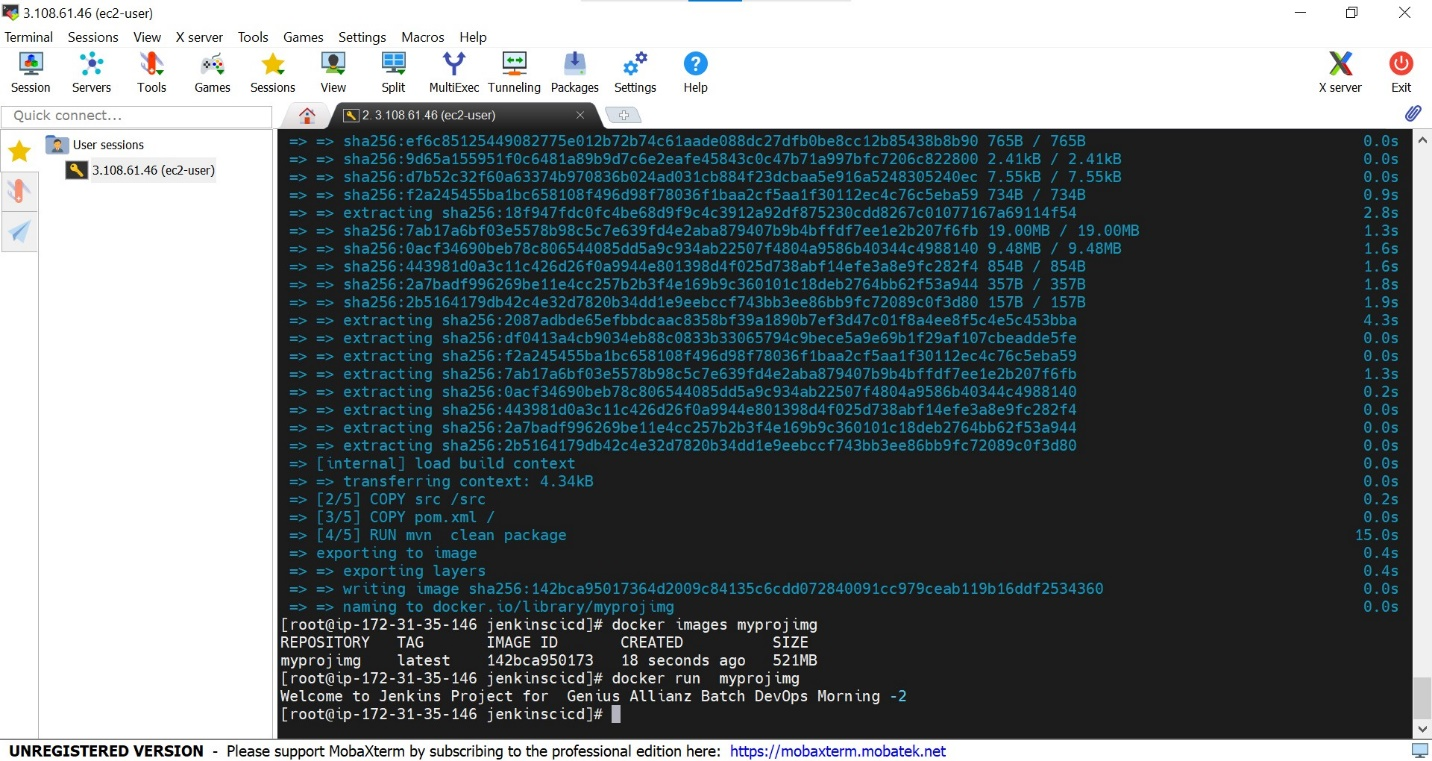 3.108.61.46 (ec2-user)
Terminal Sessions View X server Tools Games Settings Macros Help
Session Servers Tools Games Sessions View Split MultiExec Tunneling Packages Settings Help X server Exit
Quick connect...
2. 3.108.61.46 (ec2-user)
User sessions
3.108.61.46 (ec2-user)
=> => sha256:ef6c85125449082775e012b72b74c61aade088dc27dfb0be8cc12b85438b8b90 765B / 765B 0.0s
=> => sha256:9d65a155951f0c6481a89b9d7c6e2eafe45843c0c47b71a997bfc7206c822800 2.41kB / 2.41kB 0.0s
=> => sha256:d7b52c32f60a63374b970836b024ad031cb884f23dcbaa5e916a5248305240ec 7.55kB / 7.55kB 0.0s
=> => sha256:f2a245455ba1bc658108f496d98f78036f1baa2cf5aa1f30112ec4c76c5eba59 734B / 734B 0.9s
=> => extracting sha256:18f947fdc0fc4be68d9f9c4c3912a92df875230cdd8267c01077167a69114f54 2.8s
=> => sha256:7ab17a6bf03e5578b98c5c7e639fd4e2aba879407b9b4bffdf7ee1e2b207f6fb 19.00MB / 19.00MB 1.3s
=> => sha256:0acf34690beb78c806544085dd5a9c934ab22507f4804a9586b40344c4988140 9.48MB / 9.48MB 1.6s
=> => sha256:443981d0a3c11c426d26f0a9944e801398d4f025d738abf14efe3a8e9fc282f4 854B / 854B 1.6s
=> => sha256:2a7badf996269be11e4cc257b2b3f4e169b9c360101c18deb2764bb62f53a944 357B / 357B 1.8s
=> => sha256:2b5164179db42c4e32d7820b34dd1e9eebccf743bb3ee86bb9fc72089c0f3d80 157B / 157B 1.9s
=> => extracting sha256:2087adbde65efbbdcaac8358bf39a1890b7ef3d47c01f8a4ee8f5c4e5c453bba 4.3s
=> => extracting sha256:df0413a4cb9034eb88c0833b33065794c9bece5a9e69b1f29af107cbeadde5fe 0.0s
=> => extracting sha256:f2a245455ba1bc658108f496d98f78036f1baa2cf5aa1f30112ec4c76c5eba59 0.0s
=> => extracting sha256:7ab17a6bf03e5578b98c5c7e639fd4e2aba879407b9b4bffdf7ee1e2b207f6fb 1.3s
=> => extracting sha256:0acf34690beb78c806544085dd5a9c934ab22507f4804a9586b40344c4988140 0.2s
=> => extracting sha256:443981d0a3c11c426d26f0a9944e801398d4f025d738abf14efe3a8e9fc282f4 0.0s
=> => extracting sha256:2a7badf996269be11e4cc257b2b3f4e169b9c360101c18deb2764bb62f53a944 0.0s
=> => extracting sha256:2b5164179db42c4e32d7820b34dd1e9eebccf743bb3ee86bb9fc72089c0f3d80 0.0s
=> [internal] load build context 0.0s
=> => transferring context: 4.34kB 0.0s
=> [2/5] COPY src /src 0.2s
=> [3/5] COPY pom.xml / 0.0s
=> [4/5] RUN mvn  clean package 15.0s
=> exporting to image 0.4s
=> => exporting layers 0.4s
=> => writing image sha256:142bca95017364d2009c84135c6cdd072840091cc979ceab119b16ddf2534360 0.0s
=> => naming to docker.io/library/myprojimg 0.0s
[root@ip-172-31-35-146 jenkinscicd]# docker images myprojimg
REPOSITORY TAG IMAGE ID CREATED SIZE
myprojimg latest 142bca950173 18 seconds ago 521MB
[root@ip-172-31-35-146 jenkinscicd]# docker run  myprojimg
Welcome to Jenkins Project for  Genius Allianz Batch DevOps Morning -2
[root@ip-172-31-35-146 jenkinscicd]#
UNREGISTERED VERSION - Please support MobaXterm by subscribing to the professional edition here: https://mobaxterm.mobatek.net